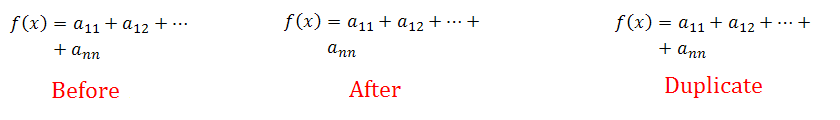 f(x) = a₁₁ + a₁₂ + ⋯
+ aₙₙ
Before
f(x) = a₁₁ + a₁₂ + ⋯ +
aₙₙ
After
f(x) = a₁₁ + a₁₂ + ⋯ +
+ aₙₙ
Duplicate